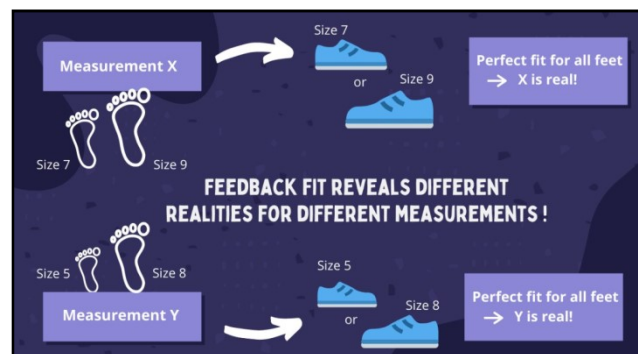 Size 7
Measurement X
Perfect fit for all feet
→ X is real!
or
Size 9
Size 7
Size 9
FEEDBACK FIT REVEALS DIFFERENT
REALITIES FOR DIFFERENT MEASUREMENTS !
Size 5
Size 8
Size 5
Measurement Y
or
Size 8
Perfect fit for all feet
→ Y is real!